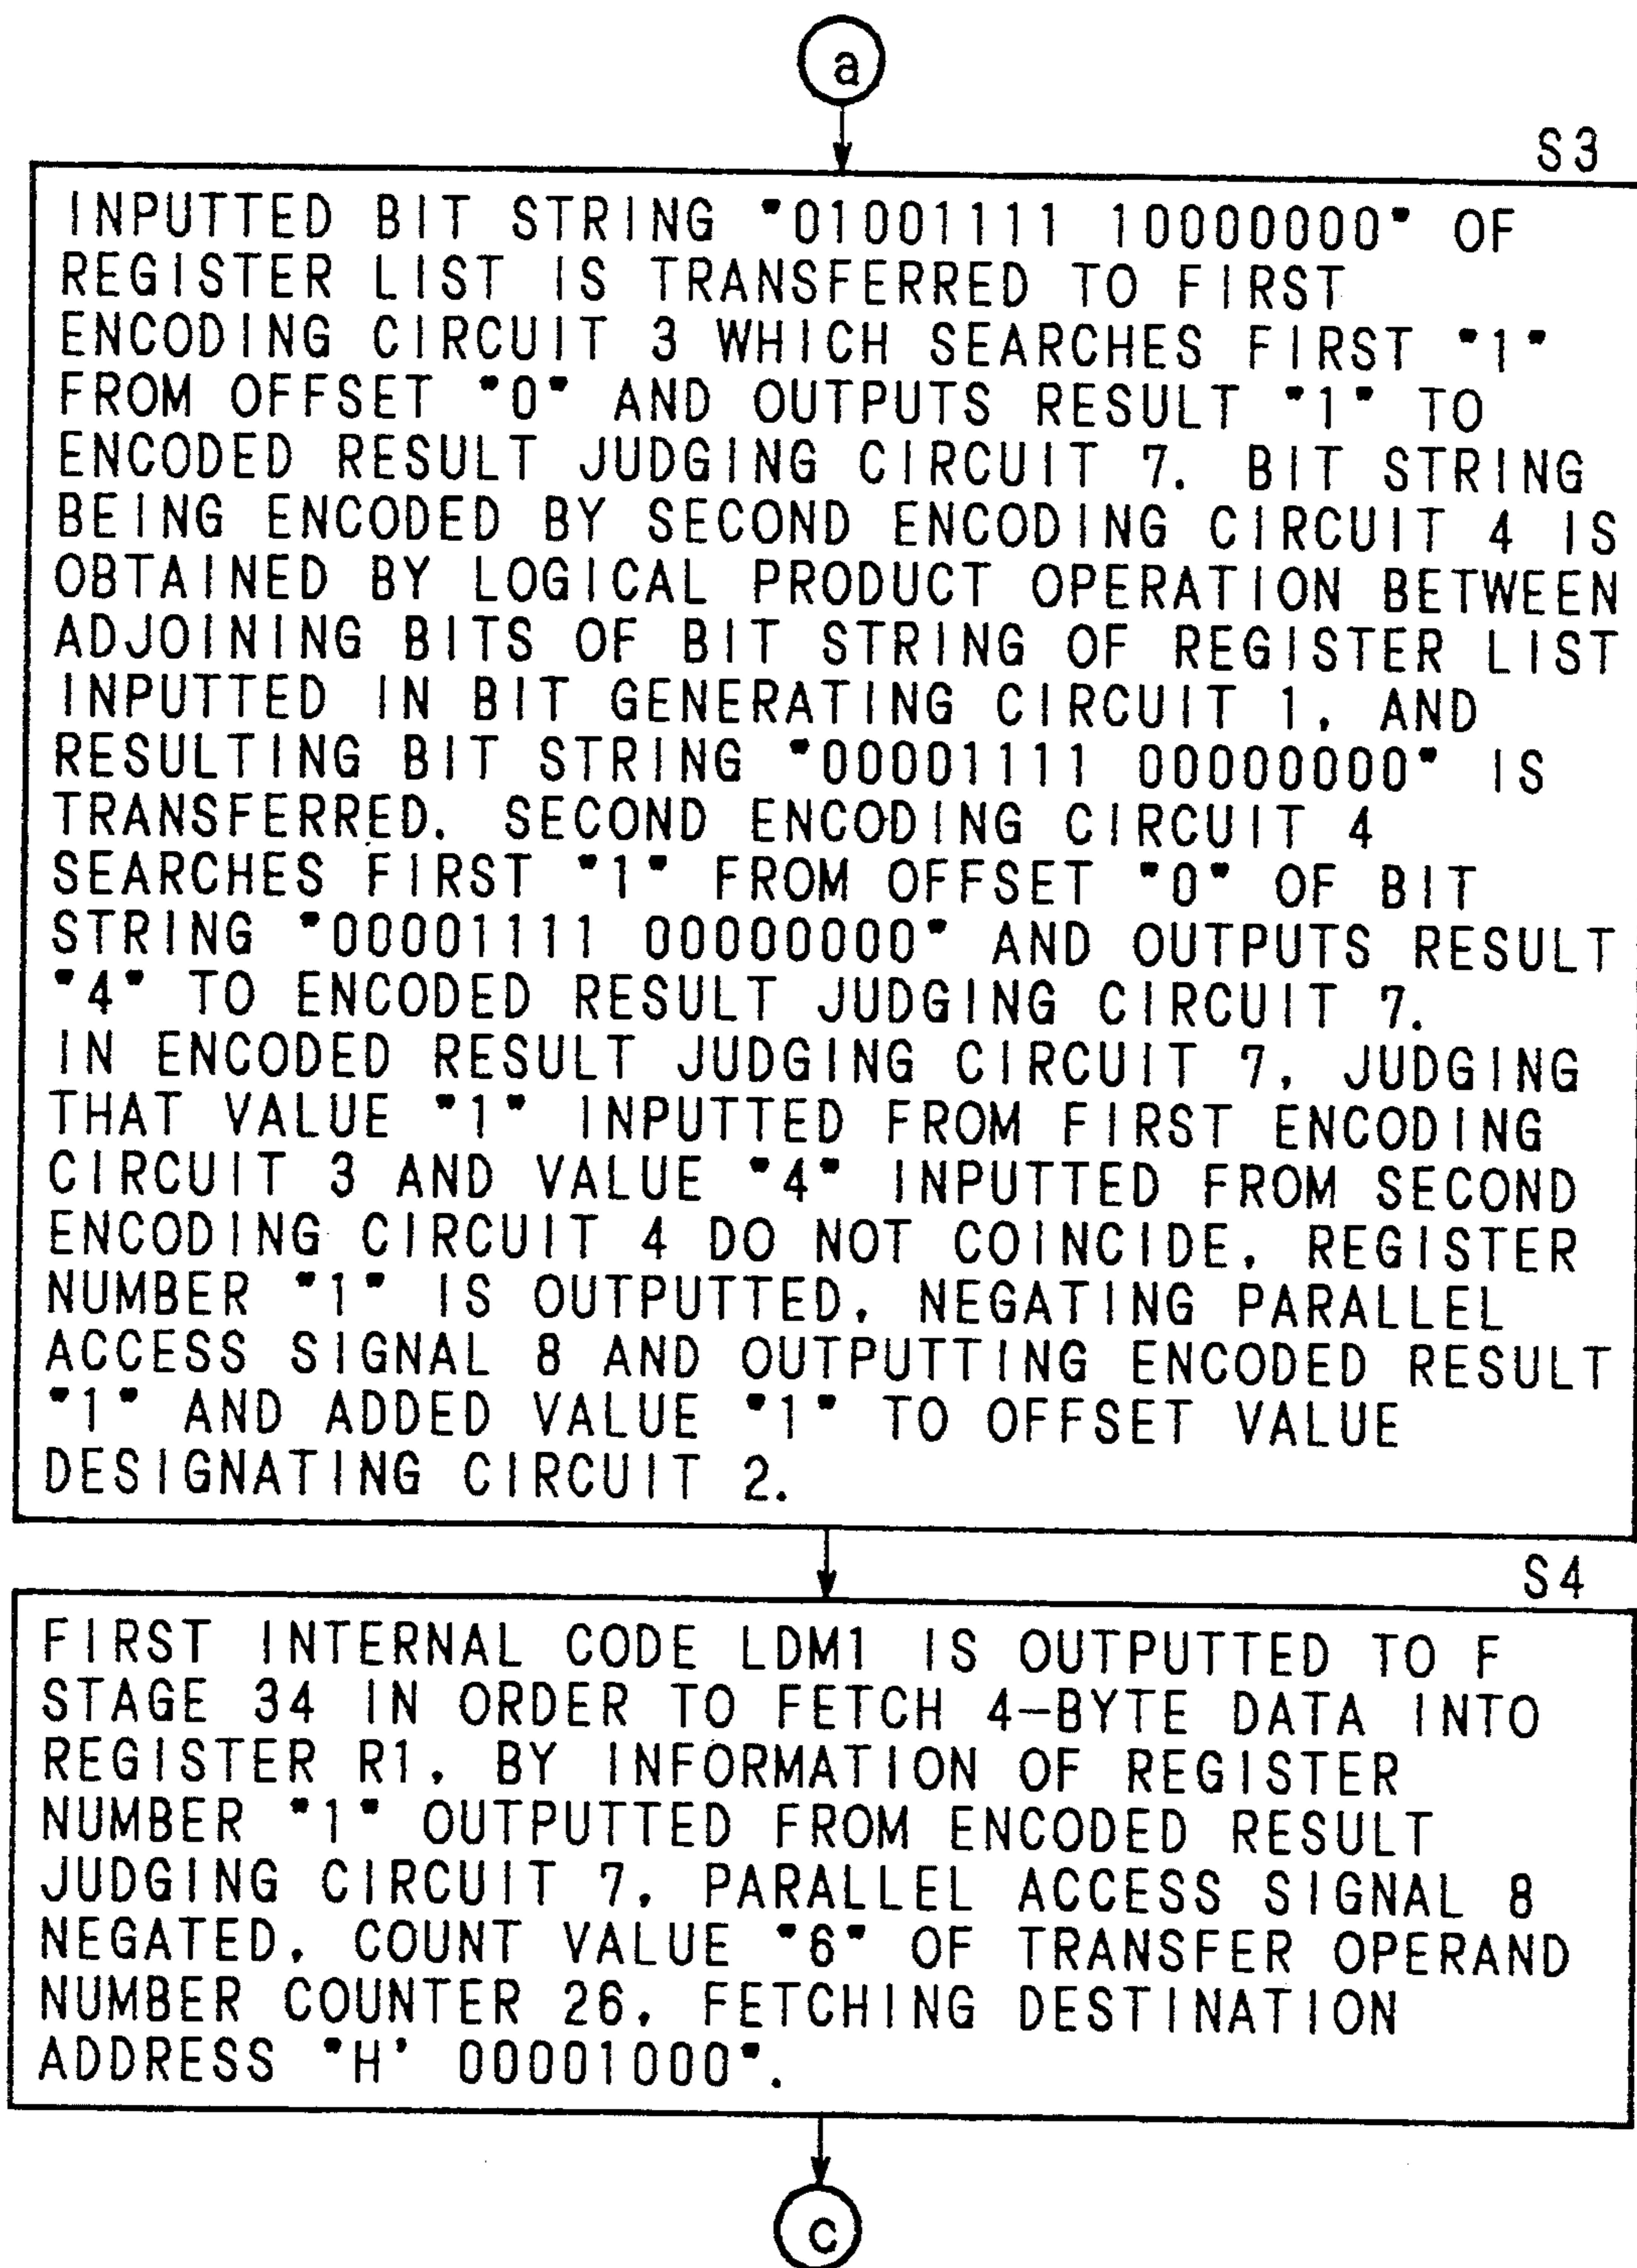 a
S3
INPUTTED BIT STRING "01001111 10000000" OF
REGISTER LIST IS TRANSFERRED TO FIRST
ENCODING CIRCUIT 3 WHICH SEARCHES FIRST "1"
FROM OFFSET "0" AND OUTPUTS RESULT "1" TO
ENCODED RESULT JUDGING CIRCUIT 7. BIT STRING
BEING ENCODED BY SECOND ENCODING CIRCUIT 4 IS
OBTAINED BY LOGICAL PRODUCT OPERATION BETWEEN
ADJOINING BITS OF BIT STRING OF REGISTER LIST
INPUTTED IN BIT GENERATING CIRCUIT 1, AND
RESULTING BIT STRING "00001111 00000000" IS
TRANSFERRED. SECOND ENCODING CIRCUIT 4
SEARCHES FIRST "1" FROM OFFSET "0" OF BIT
STRING "00001111 00000000" AND OUTPUTS RESULT
"4" TO ENCODED RESULT JUDGING CIRCUIT 7.
IN ENCODED RESULT JUDGING CIRCUIT 7, JUDGING
THAT VALUE "1" INPUTTED FROM FIRST ENCODING
CIRCUIT 3 AND VALUE "4" INPUTTED FROM SECOND
ENCODING CIRCUIT 4 DO NOT COINCIDE, REGISTER
NUMBER "1" IS OUTPUTTED, NEGATING PARALLEL
ACCESS SIGNAL 8 AND OUTPUTTING ENCODED RESULT
"1" AND ADDED VALUE "1" TO OFFSET VALUE
DESIGNATING CIRCUIT 2.
S4
FIRST INTERNAL CODE LDM1 IS OUTPUTTED TO F
STAGE 34 IN ORDER TO FETCH 4-BYTE DATA INTO
REGISTER R1, BY INFORMATION OF REGISTER
NUMBER "1" OUTPUTTED FROM ENCODED RESULT
JUDGING CIRCUIT 7, PARALLEL ACCESS SIGNAL 8
NEGATED, COUNT VALUE "6" OF TRANSFER OPERAND
NUMBER COUNTER 26, FETCHING DESTINATION
ADDRESS "H' 00001000".
c